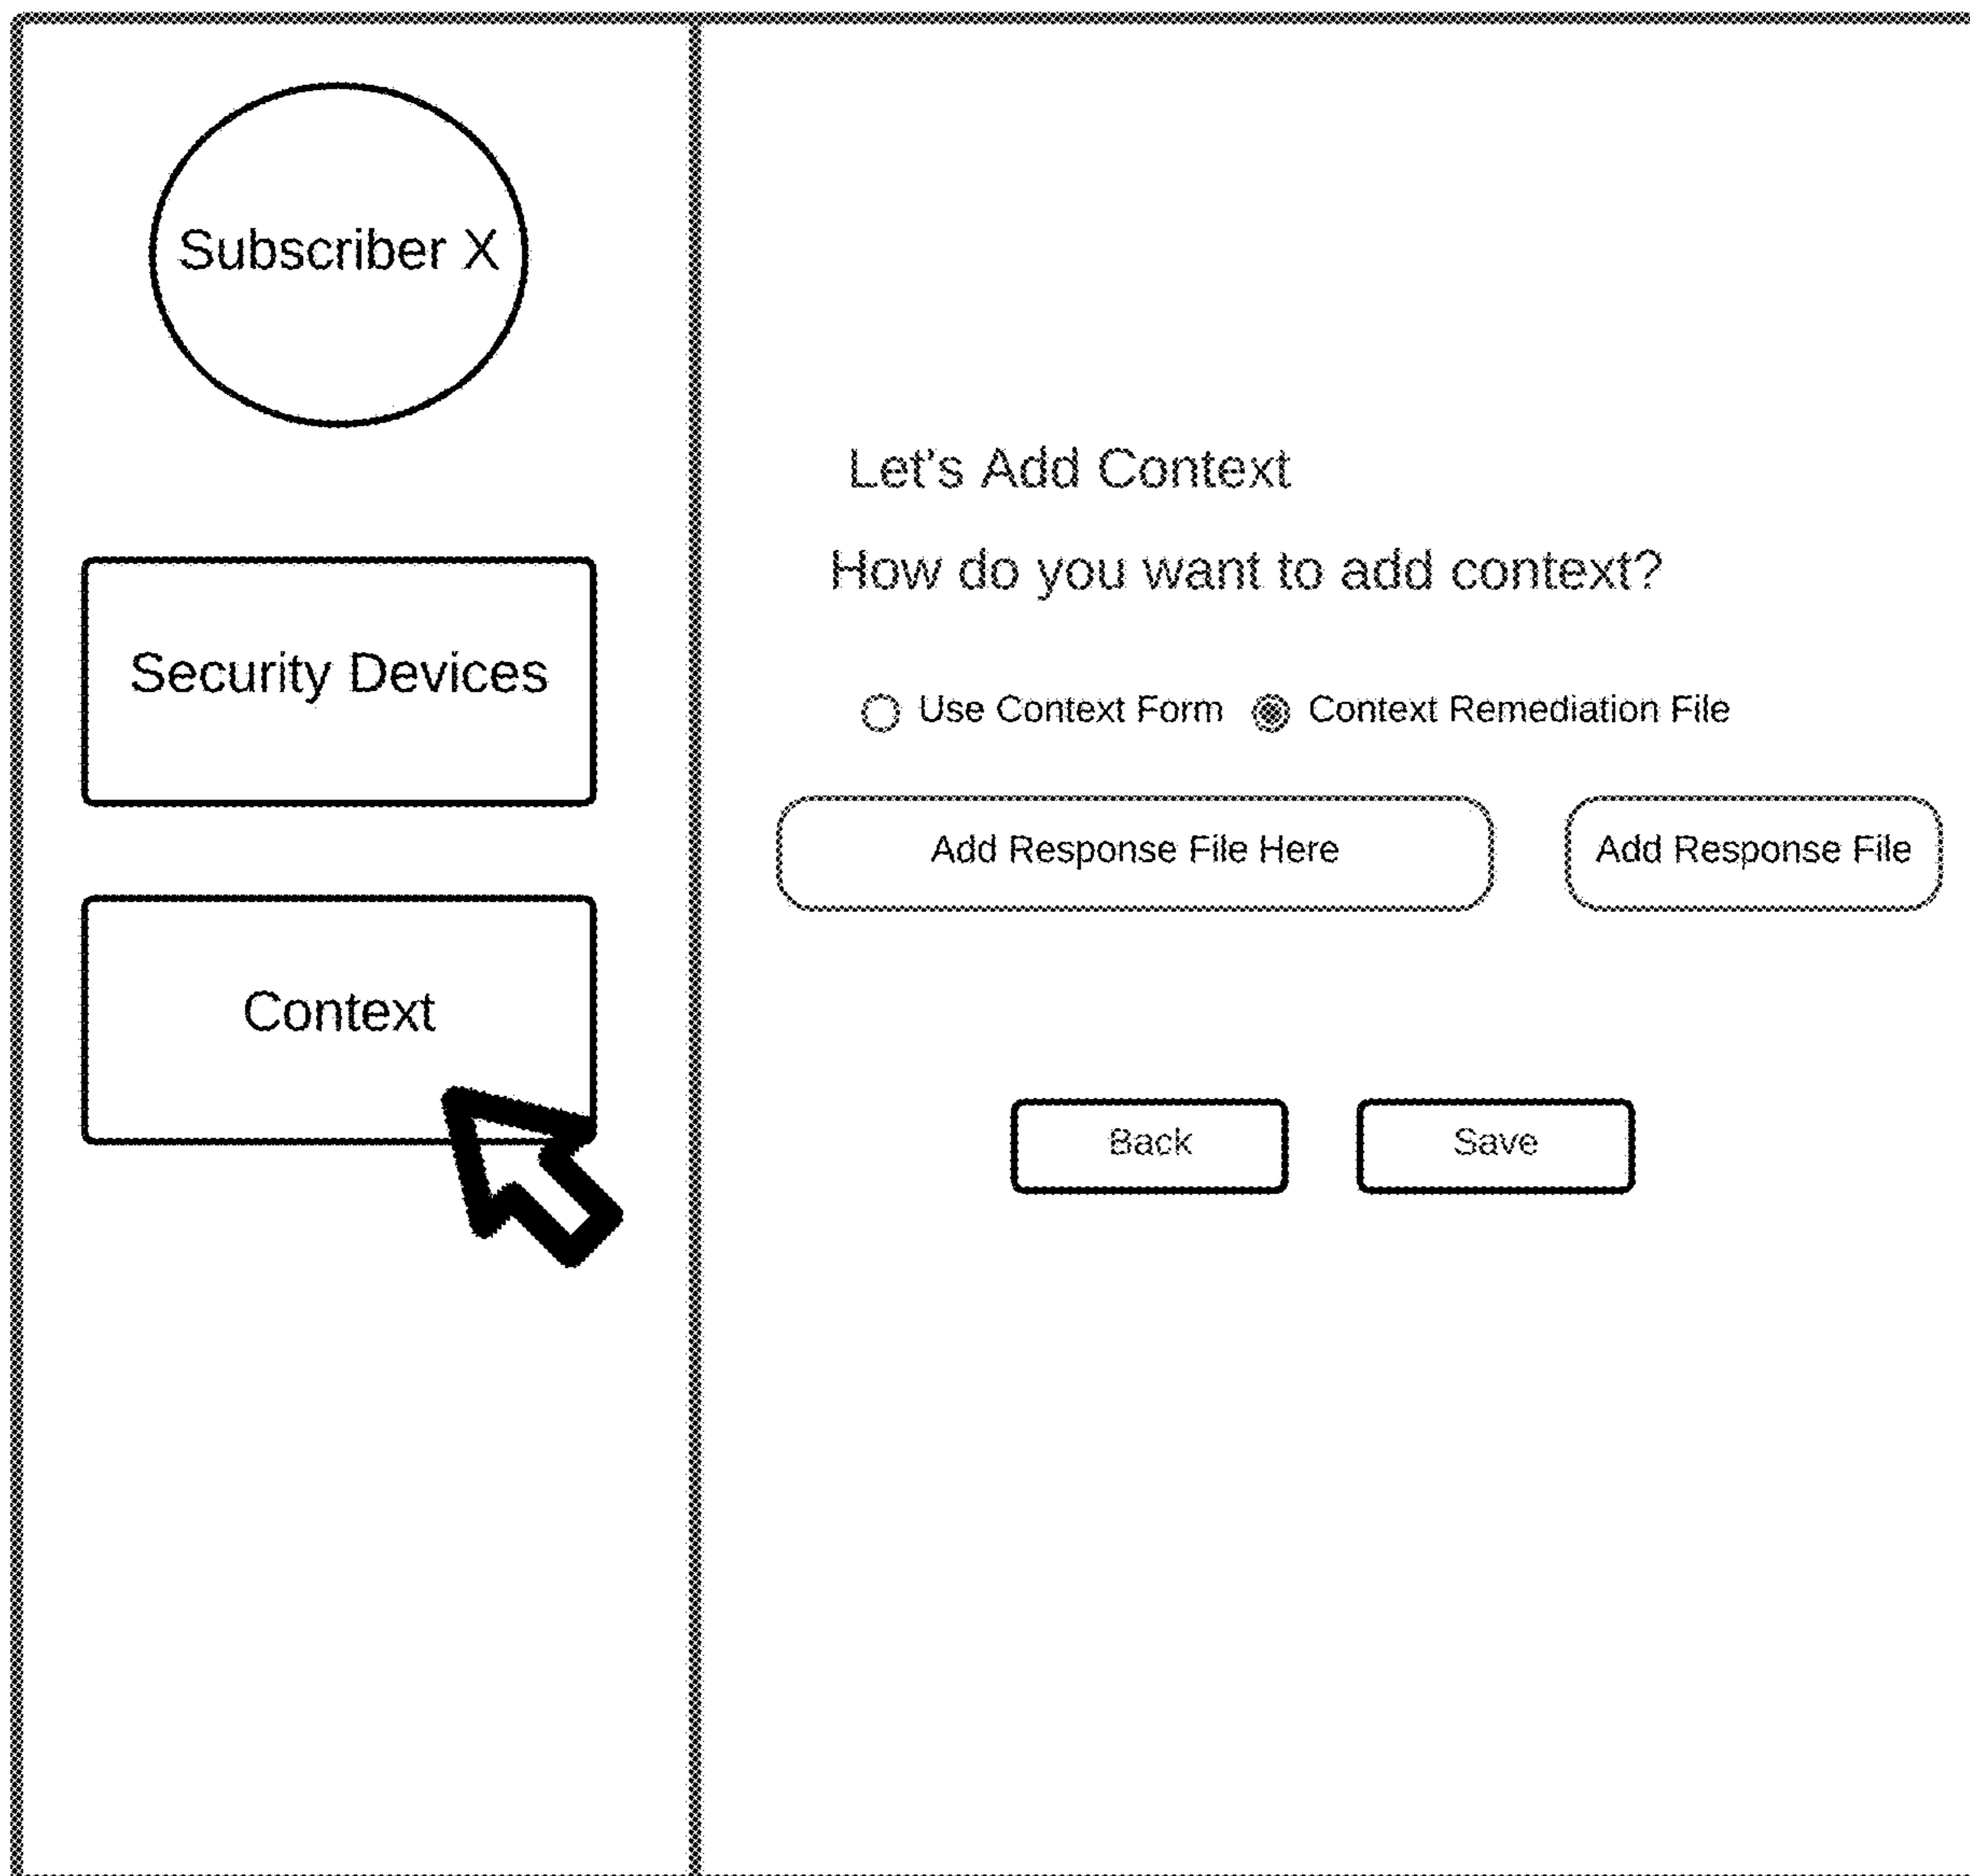 Subscriber X
Security Devices
Context
Let's Add Context
How do you want to add context?
Use Context Form Context Remediation File
Add Response File Here Add Response File
Back Save